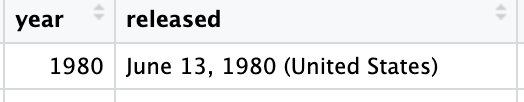 year released
1980 June 13, 1980 (United States)